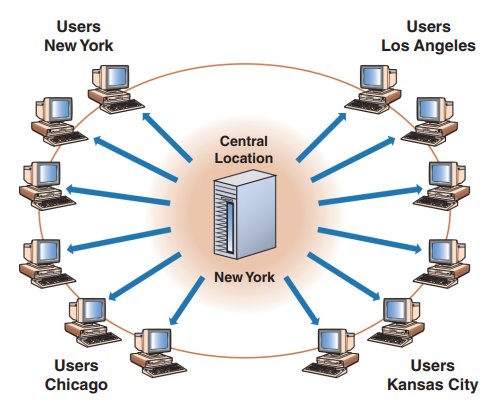 Users
New York
Users
Los Angeles
Central
Location
New York
Users
Chicago
Users
Kansas City